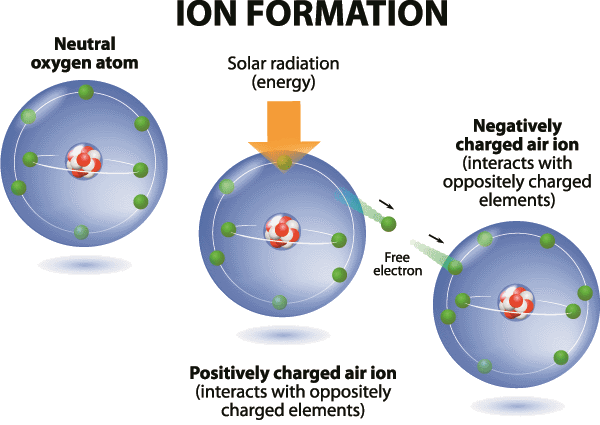 ION FORMATION
Neutral
oxygen atom
Solar radiation
(energy)
Negatively
charged air ion
(interacts with
oppositely charged
elements)
Free
electron
Positively charged air ion
(interacts with oppositely
charged elements)